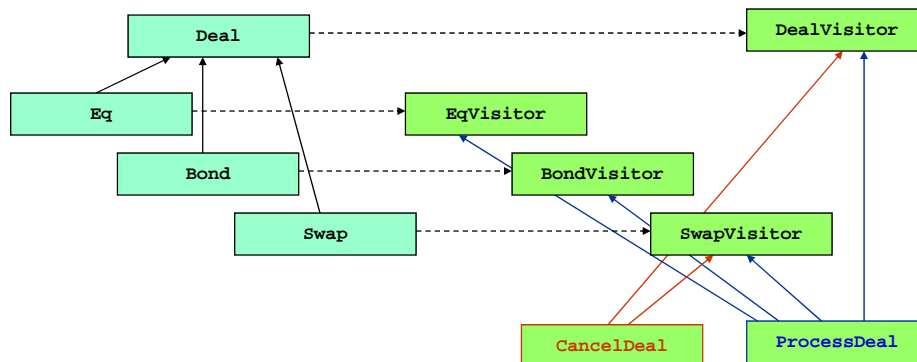 Deal
DealVisitor
Eq
EqVisitor
Bond
BondVisitor
Swap
SwapVisitor
CancelDeal
ProcessDeal